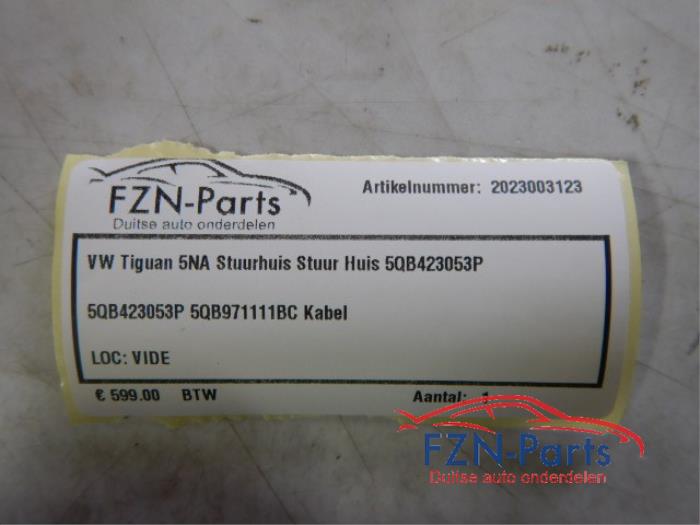 FZN-Parts
Duitse auto onderdelen
Artikelnummer: 2023003123
VW Tiguan 5NA Stuurhuis Stuur Huis 5QB423053P
5QB423053P 5QB971111BC Kabel
LOC: VIDE
€ 599.00 BTW
Aantal: 1
FZN-Parts
Duitse auto onderdelen